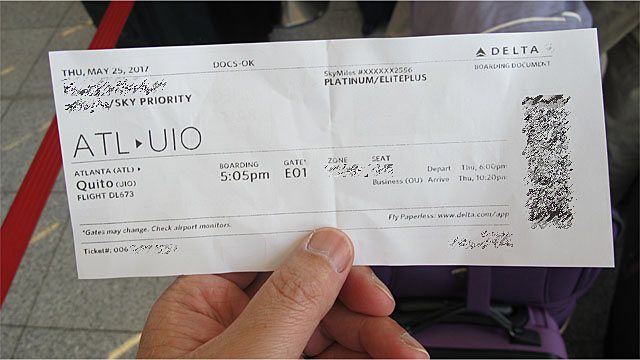 THU, MAY 25, 2017 DOCS-OK
DELTA
BOARDING DOCUMENT
SkyMiles #XXXXXX2556
/SKY PRIORITY PLATINUM/ELITEPLUS
ATL▸UIO
ATLANTA (ATL) ▸ BOARDING GATE* ZONE SEAT
Quito (UIO) 5:05pm E01 Depart Thu, 6:00pm
FLIGHT DL673 Business (OU) Arrive Thu, 10:20pm
*Gates may change. Check airport monitors. Fly Paperless: www.delta.com/app
Ticket#: 006